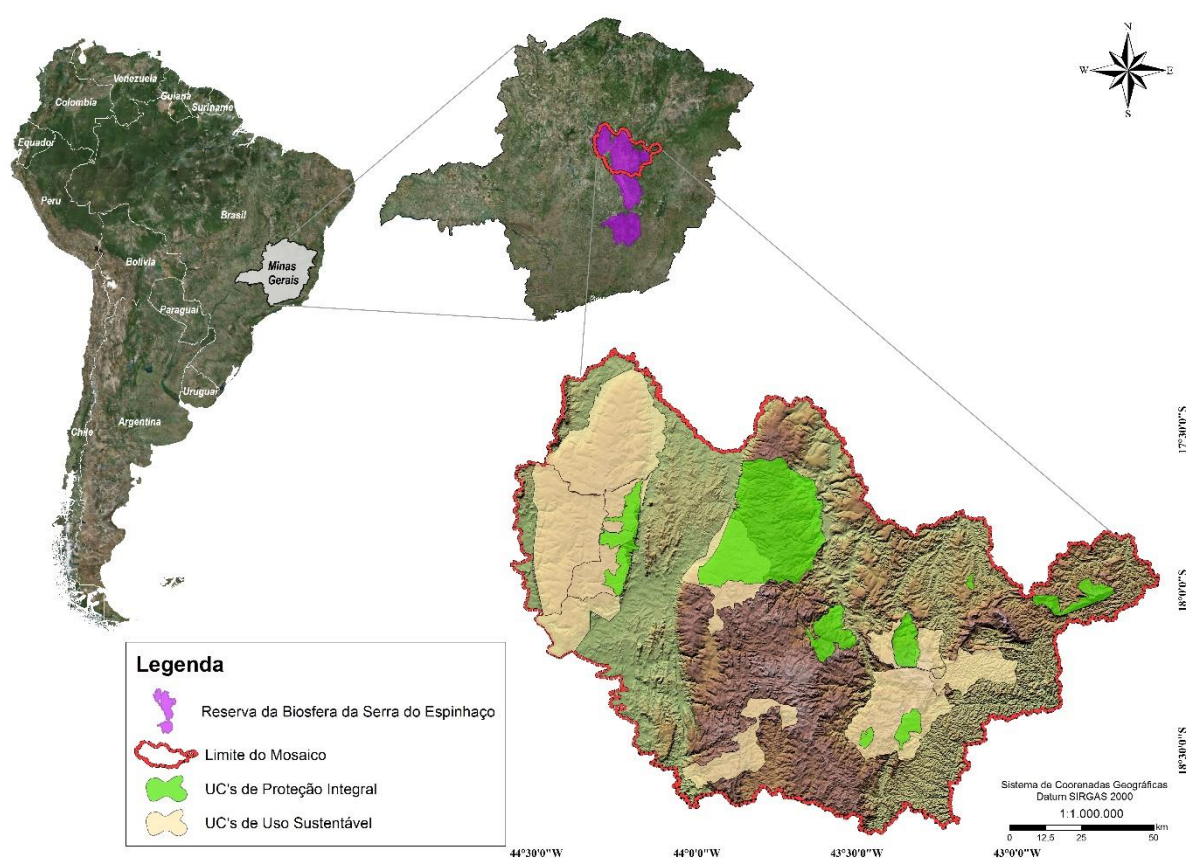 N
W
E
S
Venezuela
Guiana
Suriname
Colombia
Equador
Peru
Brasil
Bolívia
Minas
Gerais
Paraguai
Uruguai
Argentina
Chile
17°30'0"S
18°0'0"S
18°30'0"S
Legenda
Reserva da Biosfera da Serra do Espinhaço
Limite do Mosaico
UC's de Proteção Integral
UC's de Uso Sustentável
Sistema de Coorenadas Geográficas
Datum SIRGAS 2000
1:1.000.000
km
0 12,5 25 50
44°30'0"W 44°0'0"W 43°30'0"W 43°0'0"W